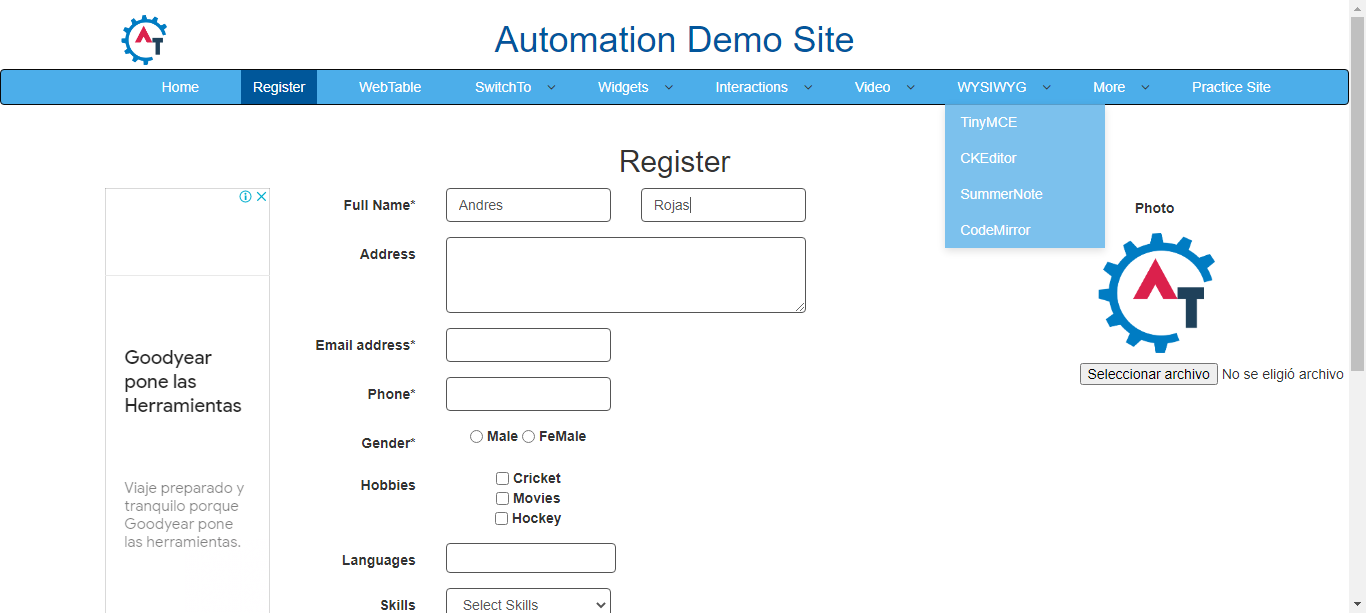 AT
Automation Demo Site
Home Register WebTable SwitchTo Widgets Interactions Video WYSIWYG More Practice Site
TinyMCE
CKEditor
SummerNote
CodeMirror
Register
Full Name* Andres Rojas
Address
Email address*
Phone*
Gender* Male FeMale
Hobbies Cricket
Movies
Hockey
Languages
Skills Select Skills
Photo
AT
Seleccionar archivo No se eligió archivo
Goodyear
pone las
Herramientas
Viaje preparado y
tranquilo porque
Goodyear pone
las herramientas.